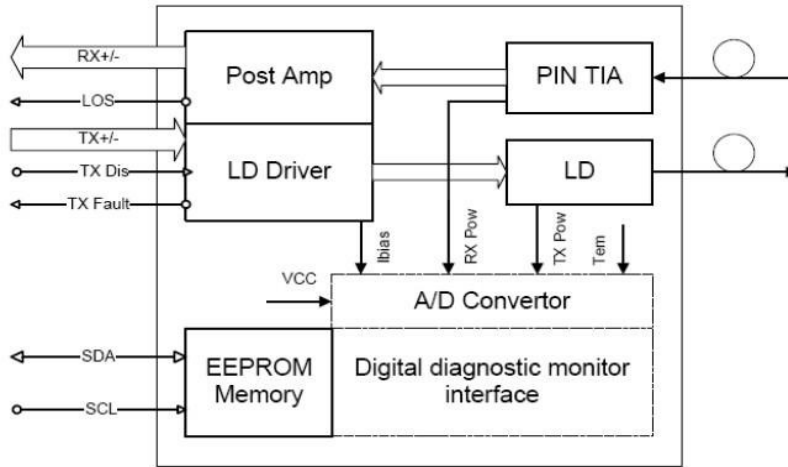 RX+/-
Post Amp
PIN TIA
LOS
TX+/-
LD Driver
LD
TX Dis
TX Fault
Ibias
RX Pow
TX Pow
Tem
VCC
A/D Convertor
SDA
EEPROM
Memory
Digital diagnostic monitor
interface
SCL